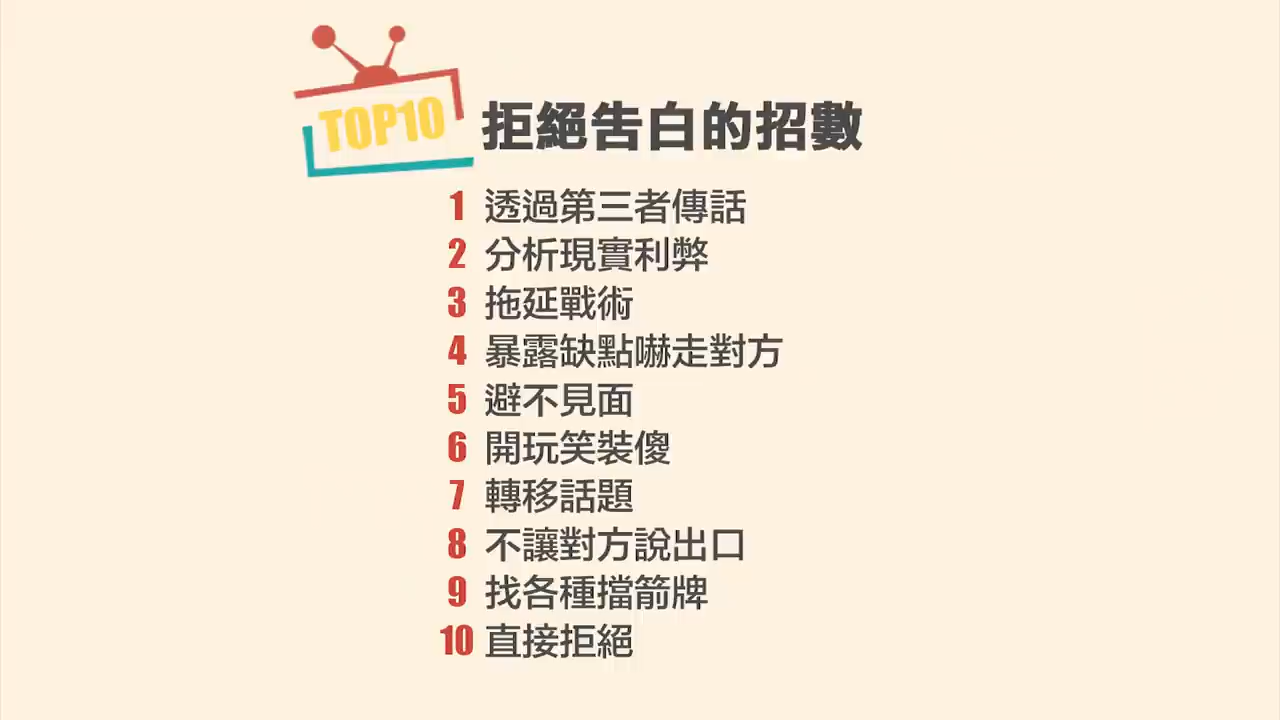 TOP10 拒絕告白的招數
1 透過第三者傳話
2 分析現實利弊
3 拖延戰術
4 暴露缺點嚇走對方
5 避不見面
6 開玩笑裝傻
7 轉移話題
8 不讓對方說出口
9 找各種擋箭牌
10 直接拒絕